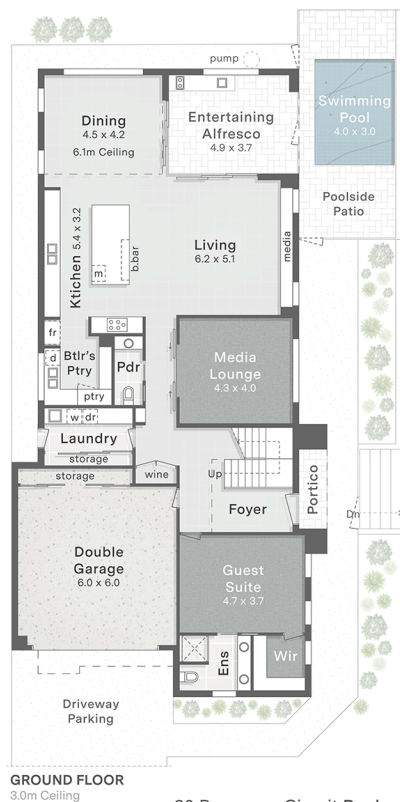 pump
Dining
4.5 x 4.2
6.1m Ceiling
Entertaining
Alfresco
4.9 x 3.7
Swimming
Pool
4.0 x 3.0
Poolside
Patio
Ktichen 5.4 x 3.2
m
b.bar
Living
6.2 x 5.1
media
fr
d
Btlr's
Ptry
ptry
Pdr
Media
Lounge
4.3 x 4.0
w dr
Laundry
storage
storage
wine
Up
Foyer
Portico
Dn
Double
Garage
6.0 x 6.0
Guest
Suite
4.7 x 3.7
Ens
Wir
Driveway
Parking
GROUND FLOOR
3.0m Ceiling